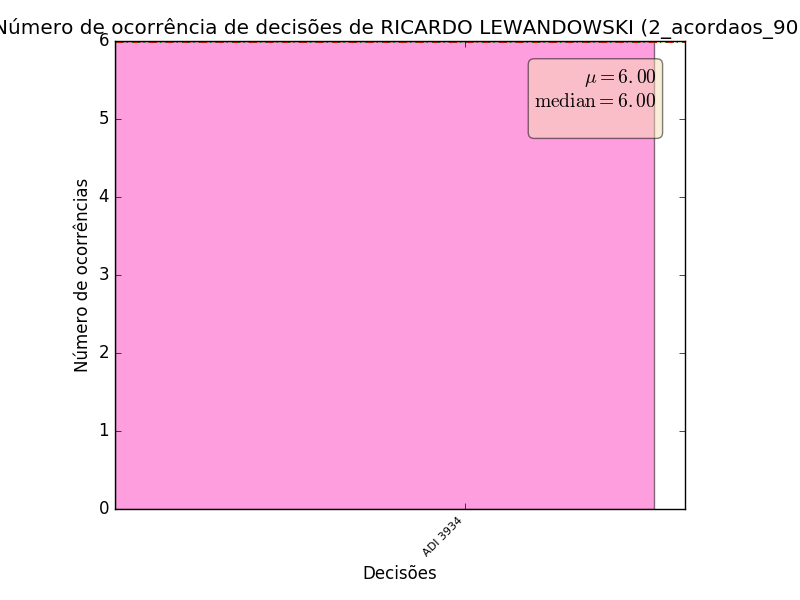 Número de ocorrência de decisões de RICARDO LEWANDOWSKI (2_acordaos_90
6
5
4
3
2
1
0
μ = 6.00
median = 6.00
Número de ocorrências
ADI 3934
Decisões